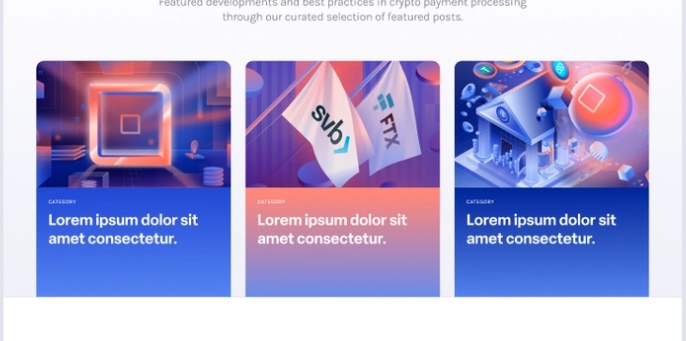 Featured developments and best practices in crypto payment processing
through our curated selection of featured posts.
svb
FTX
CATEGORY
Lorem ipsum dolor sit
amet consectetur.
CATEGORY
Lorem ipsum dolor sit
amet consectetur.
CATEGORY
Lorem ipsum dolor sit
amet consectetur.